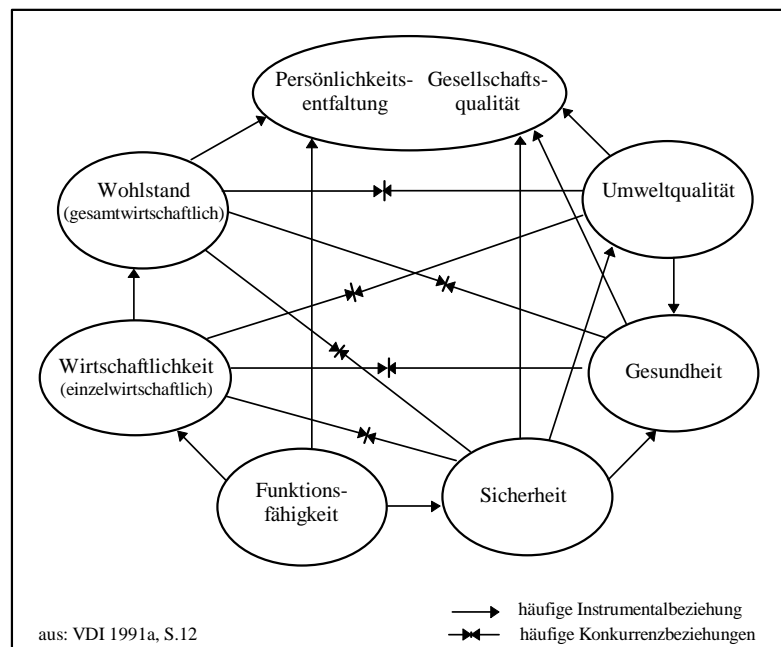 Persönlichkeits-
entfaltung
Gesellschafts-
qualität
Wohlstand
(gesamtwirtschaftlich)
Umweltqualität
Wirtschaftlichkeit
(einzelwirtschaftlich)
Gesundheit
Funktions-
fähigkeit
Sicherheit
häufige Instrumentalbeziehung
aus: VDI 1991a, S.12
häufige Konkurrenzbeziehungen